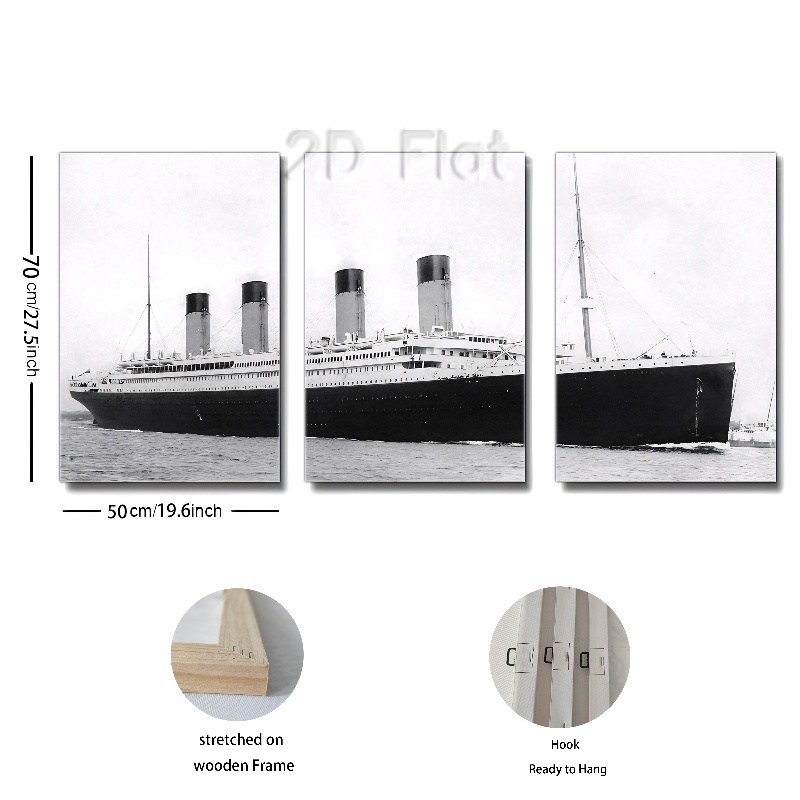 2D Flat
70 cm/27.5inch
50cm/19.6inch
stretched on
wooden Frame
Hook
Ready to Hang